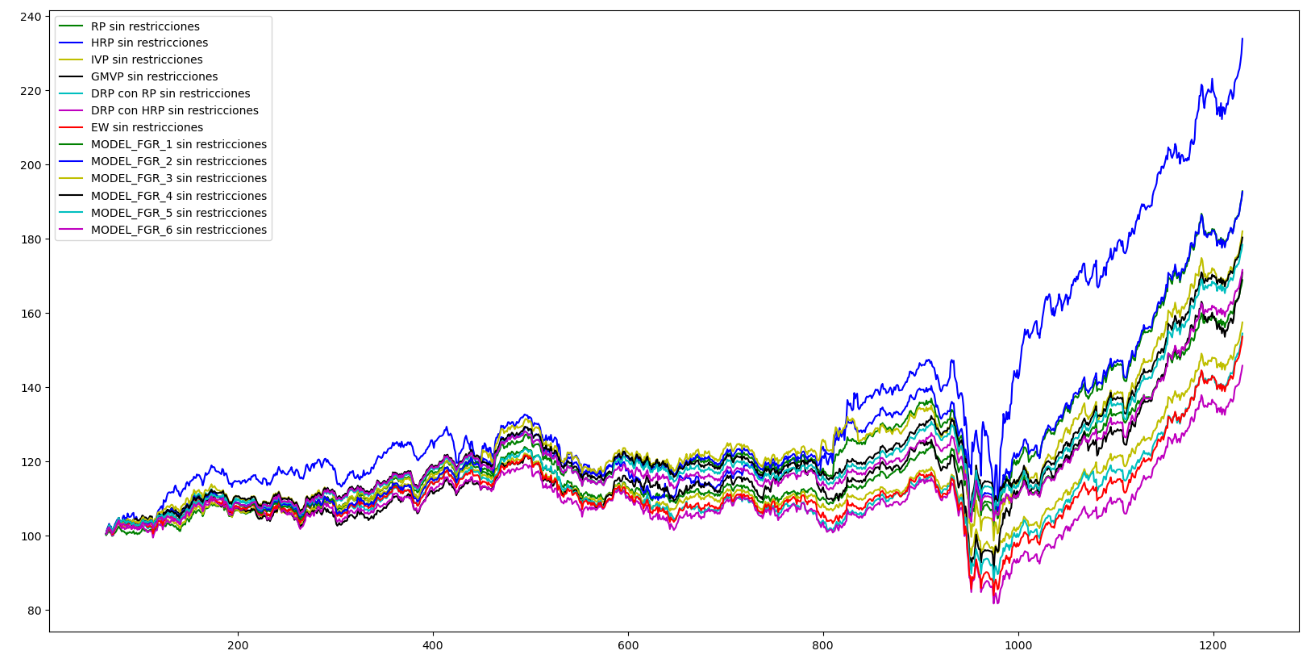 240
220
200
180
160
140
120
100
80
RP sin restricciones
HRP sin restricciones
IVP sin restricciones
GMVP sin restricciones
DRP con RP sin restricciones
DRP con HRP sin restricciones
EW sin restricciones
MODEL_FGR_1 sin restricciones
MODEL_FGR_2 sin restricciones
MODEL_FGR_3 sin restricciones
MODEL_FGR_4 sin restricciones
MODEL_FGR_5 sin restricciones
MODEL_FGR_6 sin restricciones
200 400 600 800 1000 1200